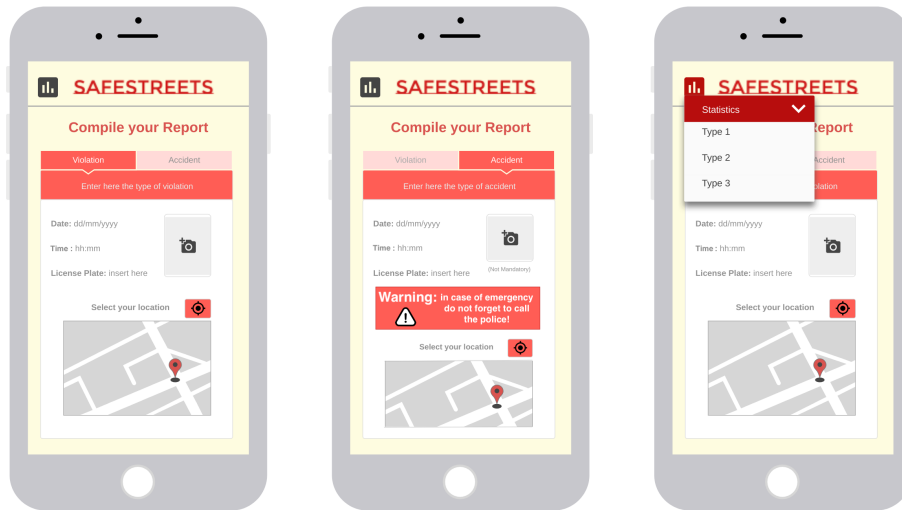 SAFESTREETS
Compile your Report
Violation Accident
Enter here the type of violation
Date: dd/mm/yyyy
Time : hh:mm
License Plate: insert here
Select your location
SAFESTREETS
Compile your Report
Violation Accident
Enter here the type of accident
Date: dd/mm/yyyy
Time : hh:mm
License Plate: insert here
(Not Mandatory)
Warning: in case of emergency
do not forget to call
the police!
Select your location
SAFESTREETS
Statistics
Type 1
Type 2
Type 3
Report
Accident
violation
Date: dd/mm/yyyy
Time : hh:mm
License Plate: insert here
Select your location